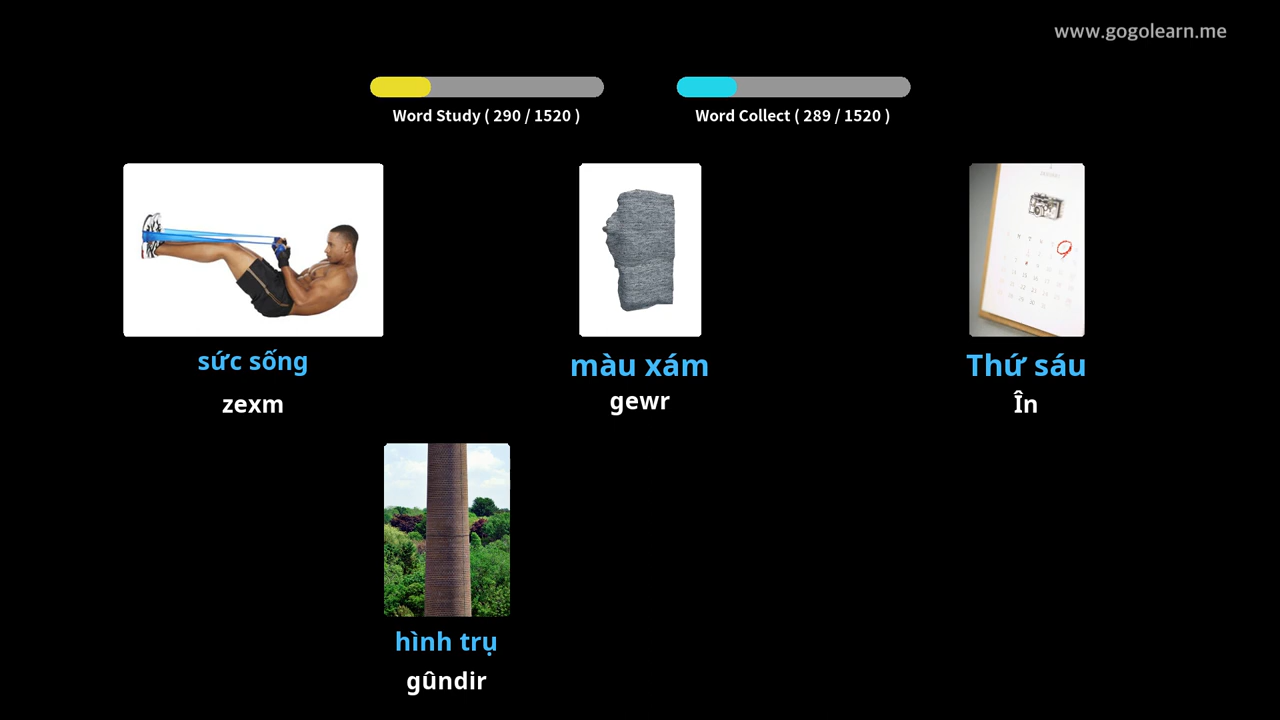 www.gogolearn.me
Word Study ( 290 / 1520 )
Word Collect ( 289 / 1520 )
sức sống
zexm
màu xám
gewr
Thứ sáu
În
hình trụ
gûndir